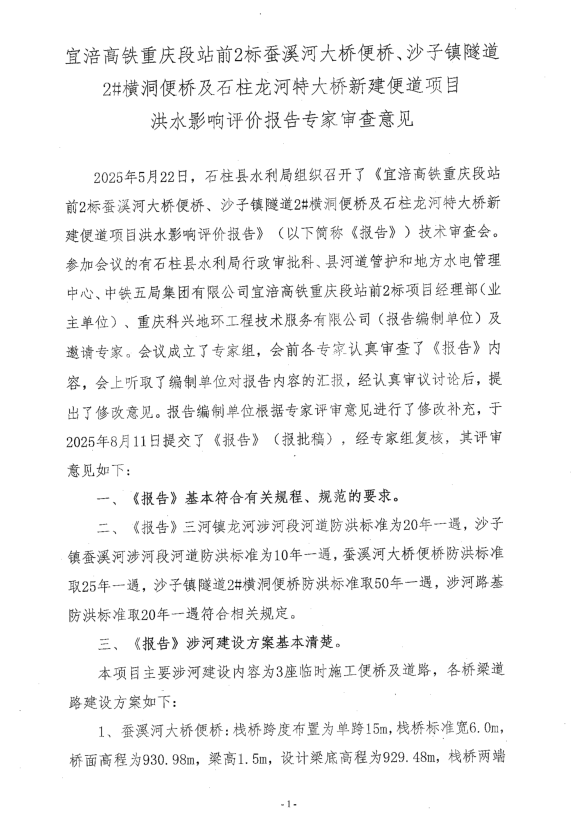 宜涪高铁重庆段站前2标蚕溪河大桥便桥、沙子镇隧道
2#横洞便桥及石柱龙河特大桥新建便道项目
洪水影响评价报告专家审查意见
2025年5月22日，石柱县水利局组织召开了《宜涪高铁重庆段站
前2标蚕溪河大桥便桥、沙子镇隧道2#横洞便桥及石柱龙河特大桥新
建便道项目洪水影响评价报告》（以下简称《报告》）技术审查会。
参加会议的有石柱县水利局行政审批科、县河道管护和地方水电管理
中心、中铁五局集团有限公司宜涪高铁重庆段站前2标项目经理部（业
主单位）、重庆科兴地环工程技术服务有限公司（报告编制单位）及
邀请专家。会议成立了专家组，会前各专家认真审查了《报告》内
容，会上听取了编制单位对报告内容的汇报，经认真审议讨论后，提
出了修改意见。报告编制单位根据专家评审意见进行了修改补充，于
2025年8月11日提交了《报告》（报批稿），经专家组复核，其评审
意见如下：
一、《报告》基本符合有关规程、规范的要求。
二、《报告》三河镇龙河涉河段河道防洪标准为20年一遇，沙子
镇蚕溪河涉河段河道防洪标准为10年一遇，蚕溪河大桥便桥防洪标准
取25年一遇，沙子镇隧道2#横洞便桥防洪标准取50年一遇，涉河路基
防洪标准取20年一遇符合相关规定。
三、《报告》涉河建设方案基本清楚。
本项目主要涉河建设内容为3座临时施工便桥及道路，各桥梁道
路建设方案如下：
1、蚕溪河大桥便桥：栈桥跨度布置为单跨15m，栈桥标准宽6.0m，
桥面高程为930.98m，梁高1.5m，设计梁底高程为929.48m，栈桥两端
- 1 -